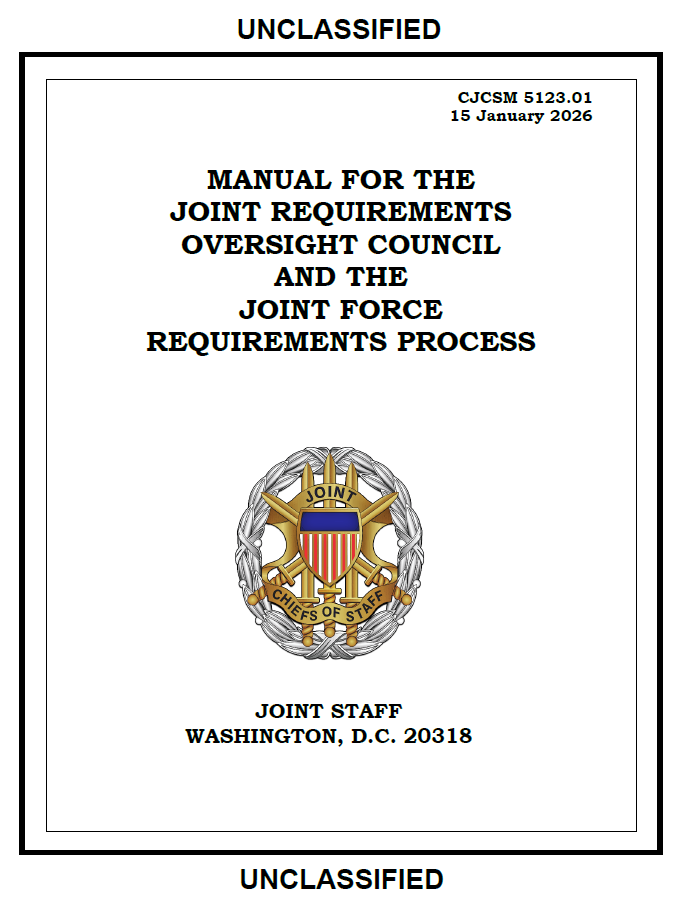 UNCLASSIFIED
CJCSM 5123.01
15 January 2026
MANUAL FOR THE
JOINT REQUIREMENTS
OVERSIGHT COUNCIL
AND THE
JOINT FORCE
REQUIREMENTS PROCESS
JOINT
CHIEFS OF STAFF
JOINT STAFF
WASHINGTON, D.C. 20318
UNCLASSIFIED